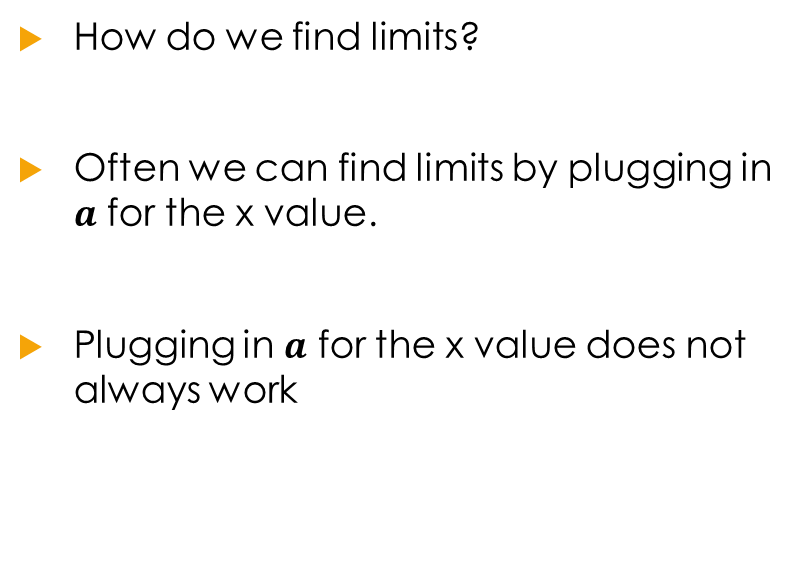 How do we find limits?
Often we can find limits by plugging in
a for the x value.
Plugging in a for the x value does not
always work